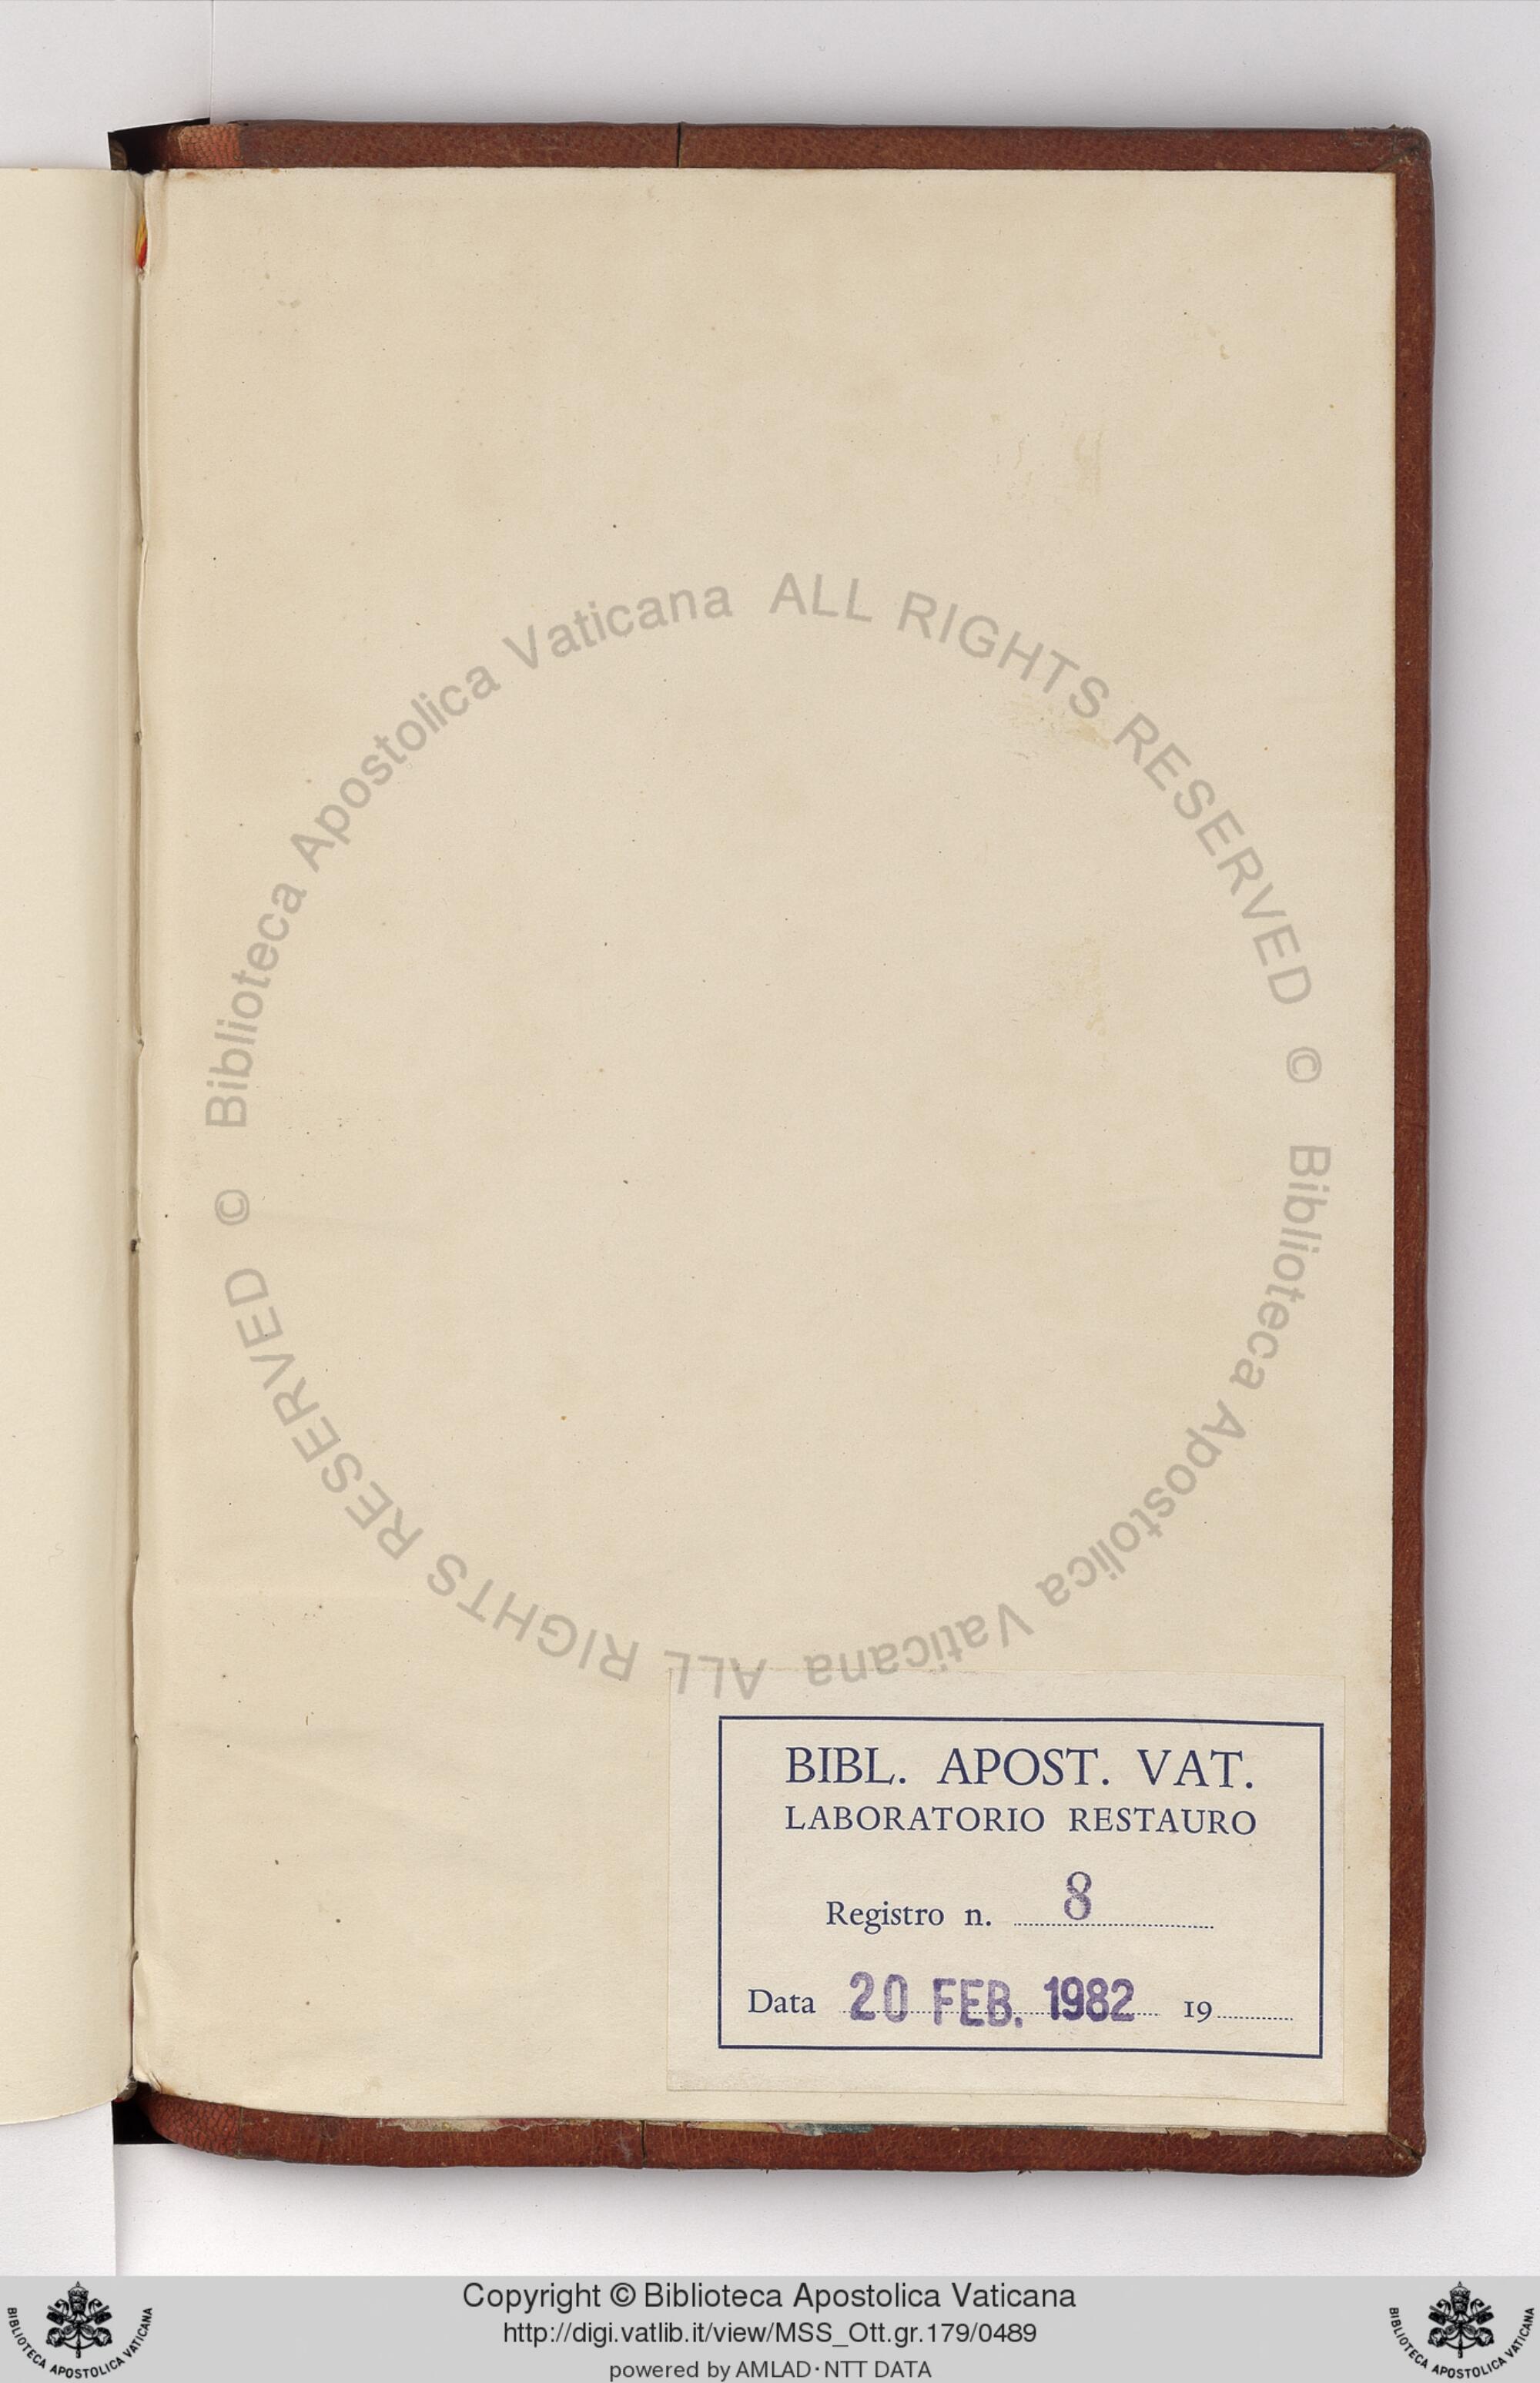 © Biblioteca Apostolica Vaticana ALL RIGHTS RESERVED
© Biblioteca Apostolica Vaticana ALL RIGHTS RESERVED
BIBL. APOST. VAT.
LABORATORIO RESTAURO
Registro n. 8
Data 20 FEB. 1982 19
Copyright © Biblioteca Apostolica Vaticana
http://digi.vatlib.it/view/MSS_Ott.gr.179/0489
powered by AMLAD·NTT DATA
BIBLIOTECA APOSTOLICA VATICANA
BIBLIOTECA APOSTOLICA VATICANA